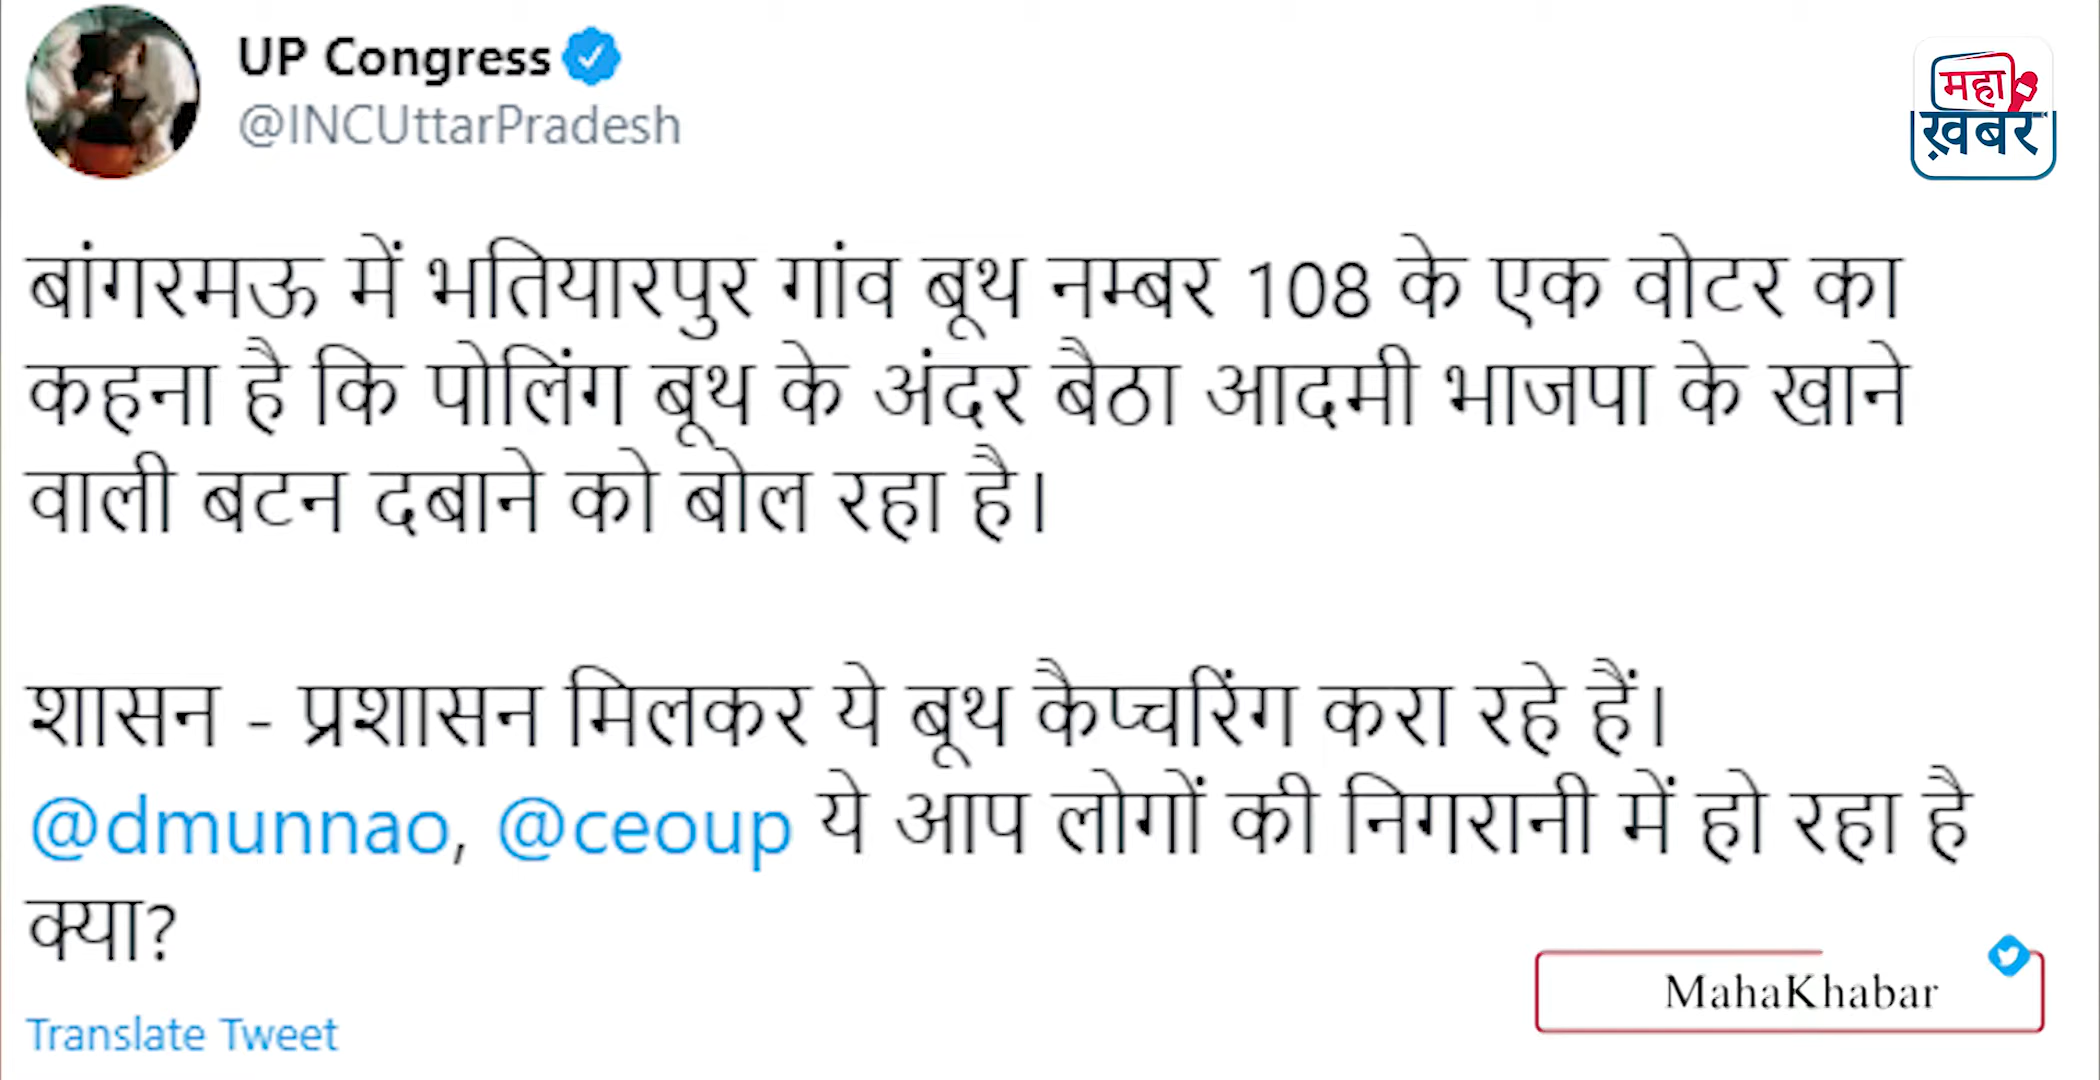 UP Congress
@INCUttarPradesh
महा
ख़बर
बांगरमऊ में भतियारपुर गांव बूथ नम्बर 108 के एक वोटर का
कहना है कि पोलिंग बूथ के अंदर बैठा आदमी भाजपा के खाने
वाली बटन दबाने को बोल रहा है।
शासन - प्रशासन मिलकर ये बूथ कैप्चरिंग करा रहे हैं।
@dmunnao, @ceoup ये आप लोगों की निगरानी में हो रहा है
क्या?
MahaKhabar
Translate Tweet